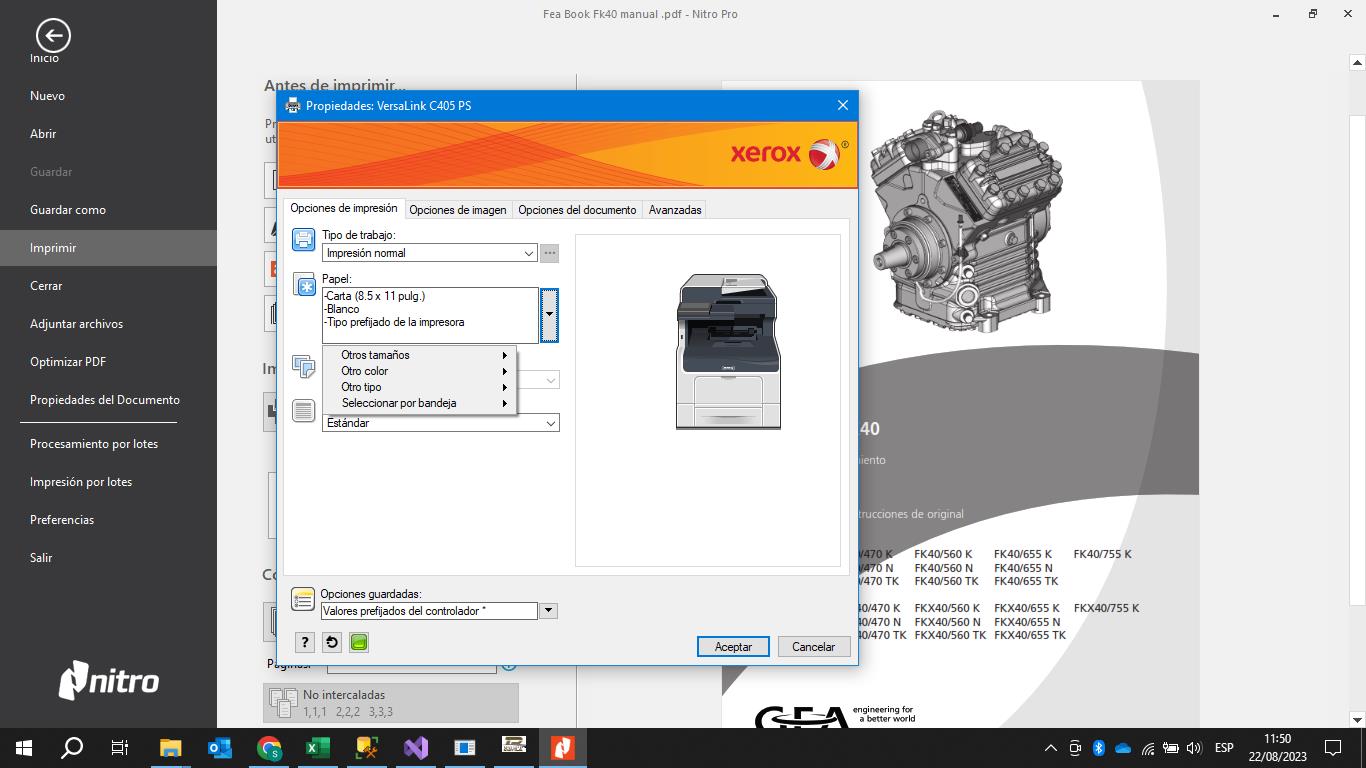 Fea Book Fk40 manual .pdf - Nitro Pro
Inicio
Nuevo
Abrir
Guardar
Guardar como
Imprimir
Cerrar
Adjuntar archivos
Optimizar PDF
Propiedades del Documento
Procesamiento por lotes
Impresión por lotes
Preferencias
Salir
nitro
Antes de imprimir...
Propiedades: VersaLink C405 PS
xerox
Opciones de impresión
Opciones de imagen
Opciones del documento
Avanzadas
Tipo de trabajo:
Impresión normal
Papel:
-Carta (8.5 x 11 pulg.)
-Blanco
-Tipo prefijado de la impresora
Otros tamaños
Otro color
Otro tipo
Seleccionar por bandeja
Estándar
Opciones guardadas:
Valores prefijados del controlador *
?
Aceptar
Cancelar
Páginas:
No intercaladas
1,1,1 2,2,2 3,3,3
40
miento
trucciones de original
/470 K FK40/560 K FK40/655 K FK40/755 K
/470 N FK40/560 N FK40/655 N
/470 TK FK40/560 TK FK40/655 TK
40/470 K FKX40/560 K FKX40/655 K FKX40/755 K
40/470 N FKX40/560 N FKX40/655 N
40/470 TK FKX40/560 TK FKX40/655 TK
GEA
engineering for
a better world
ESP
11:50
22/08/2023